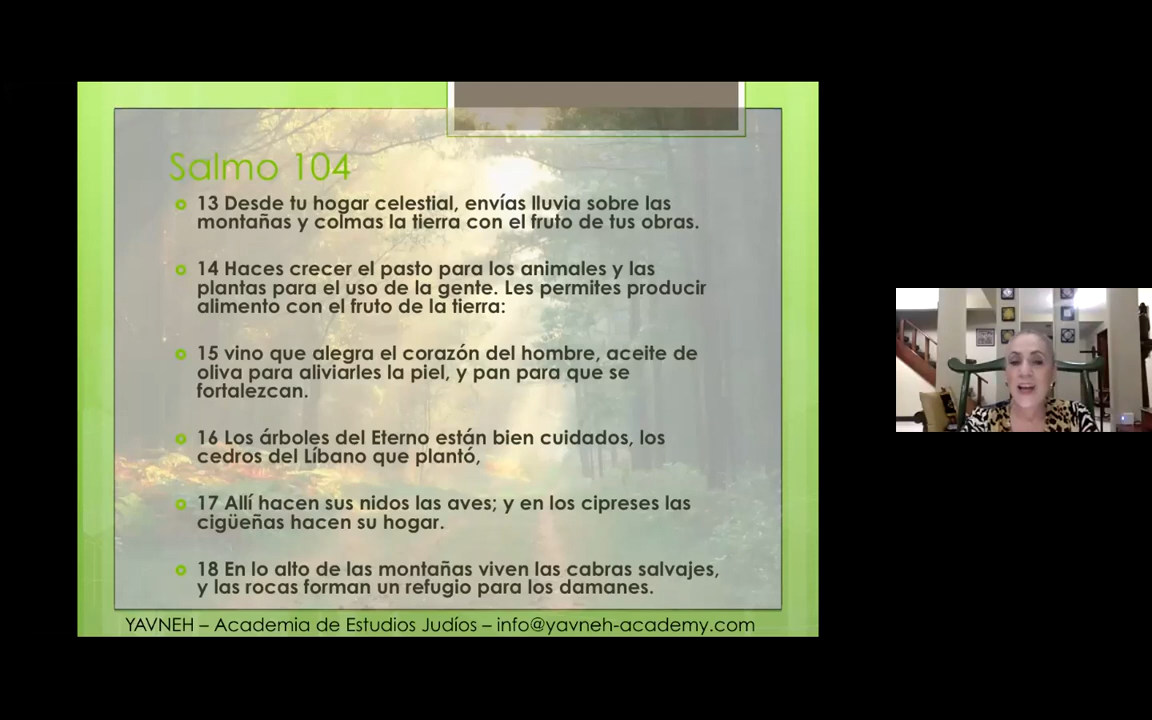 Salmo 104
13 Desde tu hogar celestial, envías lluvia sobre las
montañas y colmas la tierra con el fruto de tus obras.
14 Haces crecer el pasto para los animales y las
plantas para el uso de la gente. Les permites producir
alimento con el fruto de la tierra:
15 vino que alegra el corazón del hombre, aceite de
oliva para aliviarles la piel, y pan para que se
fortalezcan.
16 Los árboles del Eterno están bien cuidados, los
cedros del Líbano que plantó,
17 Allí hacen sus nidos las aves; y en los cipreses las
cigüeñas hacen su hogar.
18 En lo alto de las montañas viven las cabras salvajes,
y las rocas forman un refugio para los damanes.
YAVNEH – Academia de Estudios Judíos – info@yavneh-academy.com